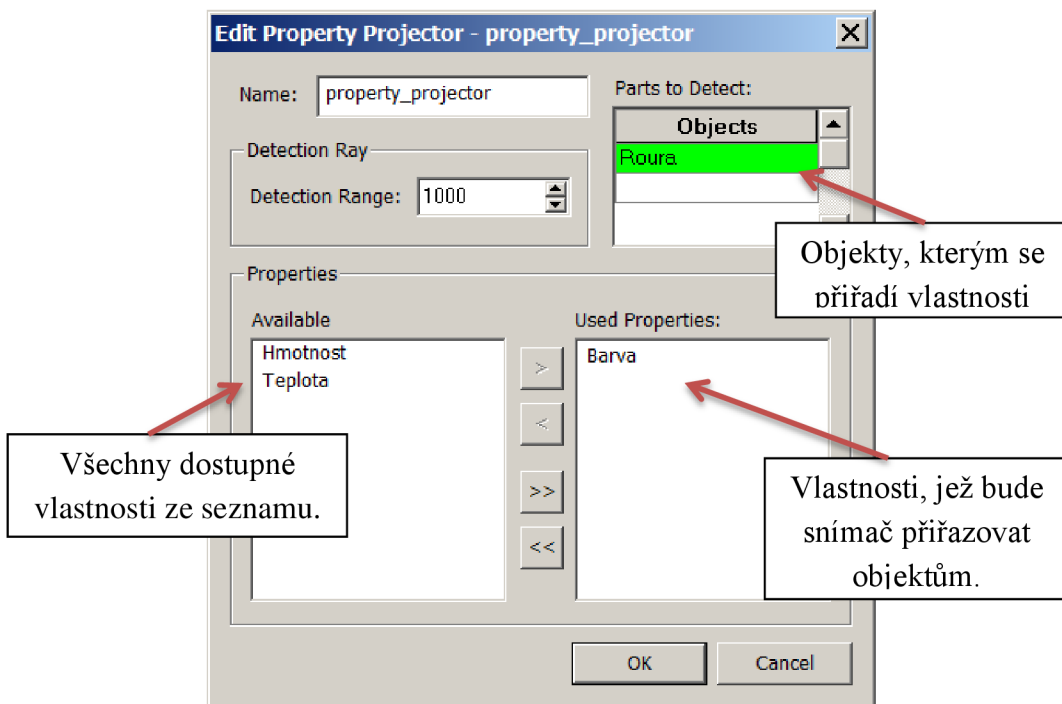 Edit Property Projector - property_projector
Name: property_projector
Parts to Detect:
Objects
Roura
Detection Ray
Detection Range: 1000
Objekty, kterým se
přiřadí vlastnosti
Properties
Available
Used Properties:
Hmotnost
Teplota
Barva
>
<
>>
<<
Všechny dostupné
vlastnosti ze seznamu.
Vlastnosti, jež bude
snímač přiřazovat
objektům.
OK
Cancel